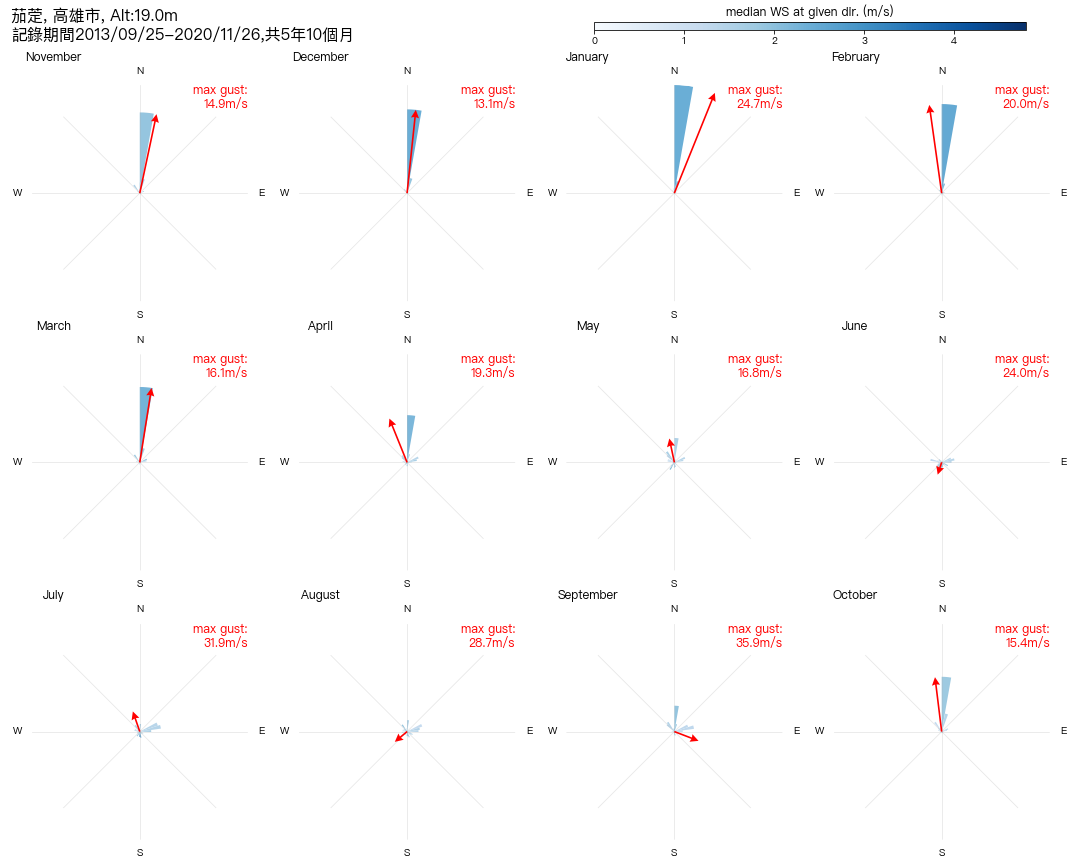 茄萣, 高雄市, Alt:19.0m
記錄期間2013/09/25-2020/11/26,共5年10個月
median WS at given dir. (m/s)
0 1 2 3 4
November
N
max gust:
14.9m/s
W E
S
December
N
max gust:
13.1m/s
W E
S
January
N
max gust:
24.7m/s
W E
S
February
N
max gust:
20.0m/s
W E
S
March
N
max gust:
16.1m/s
W E
S
April
N
max gust:
19.3m/s
W E
S
May
N
max gust:
16.8m/s
W E
S
June
N
max gust:
24.0m/s
W E
S
July
N
max gust:
31.9m/s
W E
S
August
N
max gust:
28.7m/s
W E
S
September
N
max gust:
35.9m/s
W E
S
October
N
max gust:
15.4m/s
W E
S